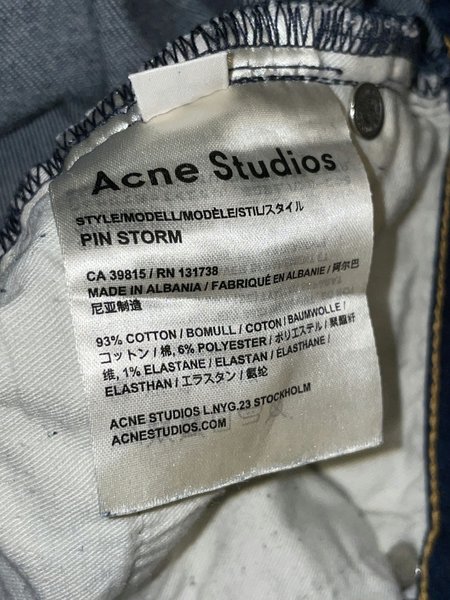 Acne Studios
STYLE/MODELL/MODÈLE/STIL/スタイル
PIN STORM
CA 39815 / RN 131738
MADE IN ALBANIA / FABRIQUÉ EN ALBANIE / 阿尔巴
尼亚制造
93% COTTON / BOMULL / COTON / BAUMWOLLE /
コットン / 棉, 6% POLYESTER / ポリエステル / 聚酯纤
维, 1% ELASTANE / ELASTAN / ÉLASTHANE /
ELASTHAN / エラスタン / 氨纶
ACNE STUDIOS L.NYG.23 STOCKHOLM
ACNESTUDIOS.COM